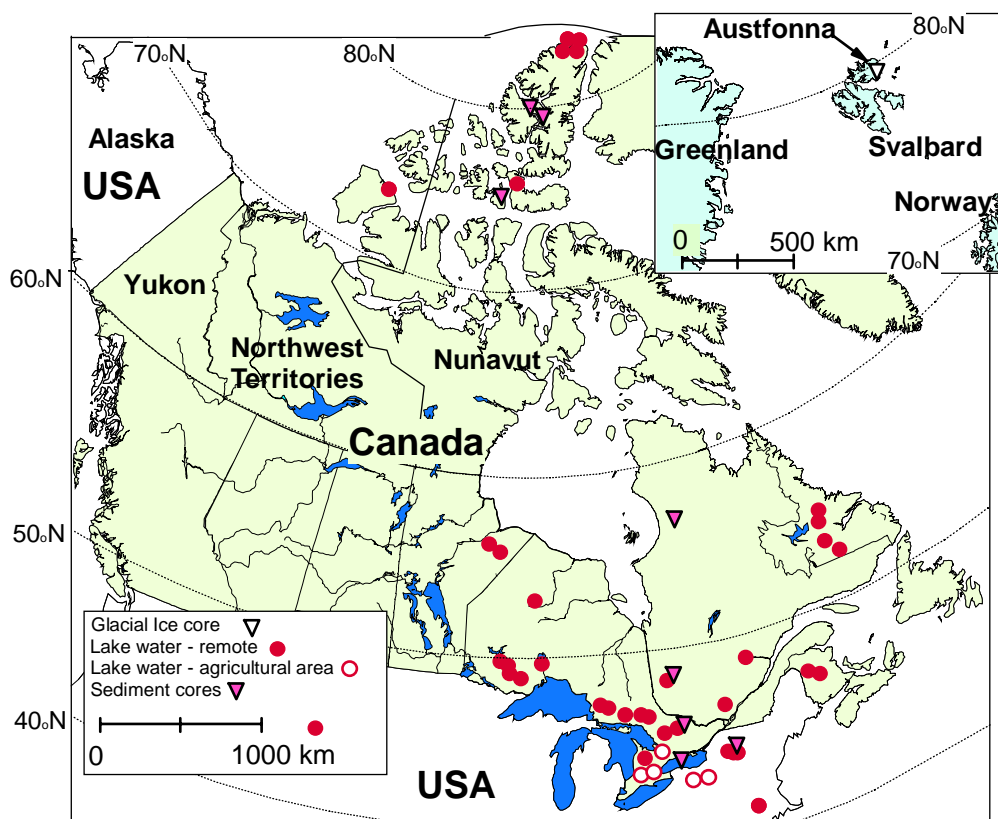 70oN
80oN
Alaska
USA
60oN
Yukon
Northwest
Territories
Nunavut
Canada
50oN
40oN
USA
Austfonna
80oN
Greenland
Svalbard
Norway
0 500 km
70oN
Glacial Ice core
Lake water - remote
Lake water - agricultural area
Sediment cores
0 1000 km